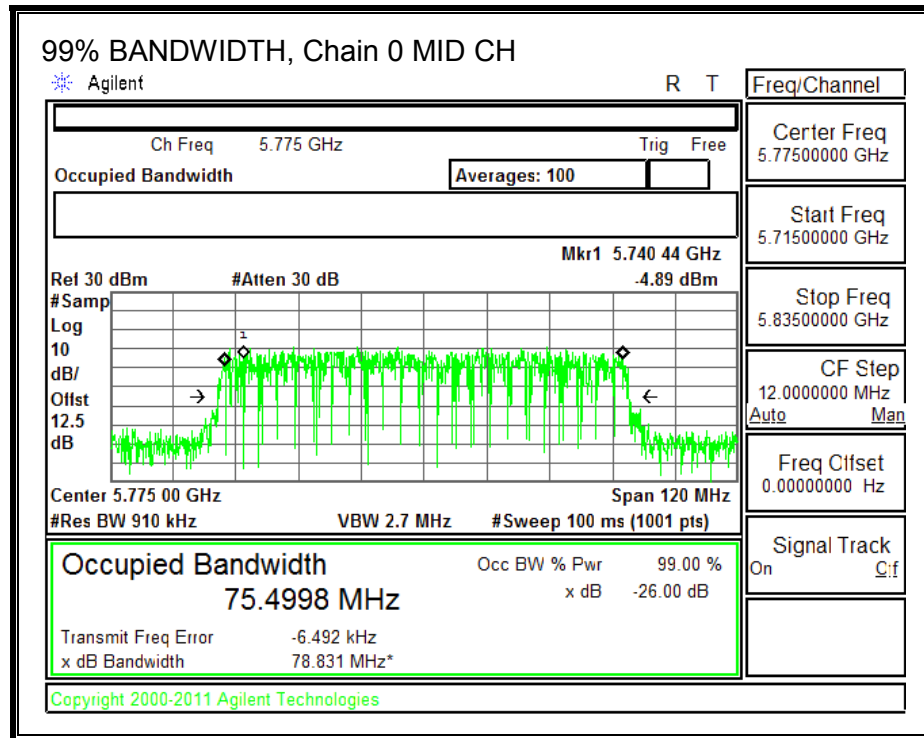 99% BANDWIDTH, Chain 0 MID CH
Agilent R T
Freq/Channel
Ch Freq 5.775 GHz Trig Free
Occupied Bandwidth Averages: 100
Mkr1 5.740 44 GHz
Ref 30 dBm #Atten 30 dB -4.89 dBm
#Samp
Log
10
dB/
Offst
12.5
dB
1
Center 5.775 00 GHz Span 120 MHz
#Res BW 910 kHz VBW 2.7 MHz #Sweep 100 ms (1001 pts)
Occupied Bandwidth
75.4998 MHz
Occ BW % Pwr 99.00 %
x dB -26.00 dB
Transmit Freq Error -6.492 kHz
x dB Bandwidth 78.831 MHz*
Copyright 2000-2011 Agilent Technologies
Center Freq
5.77500000 GHz
Start Freq
5.71500000 GHz
Stop Freq
5.83500000 GHz
CF Step
12.0000000 MHz
Auto Man
Freq Offset
0.00000000 Hz
Signal Track
On Off